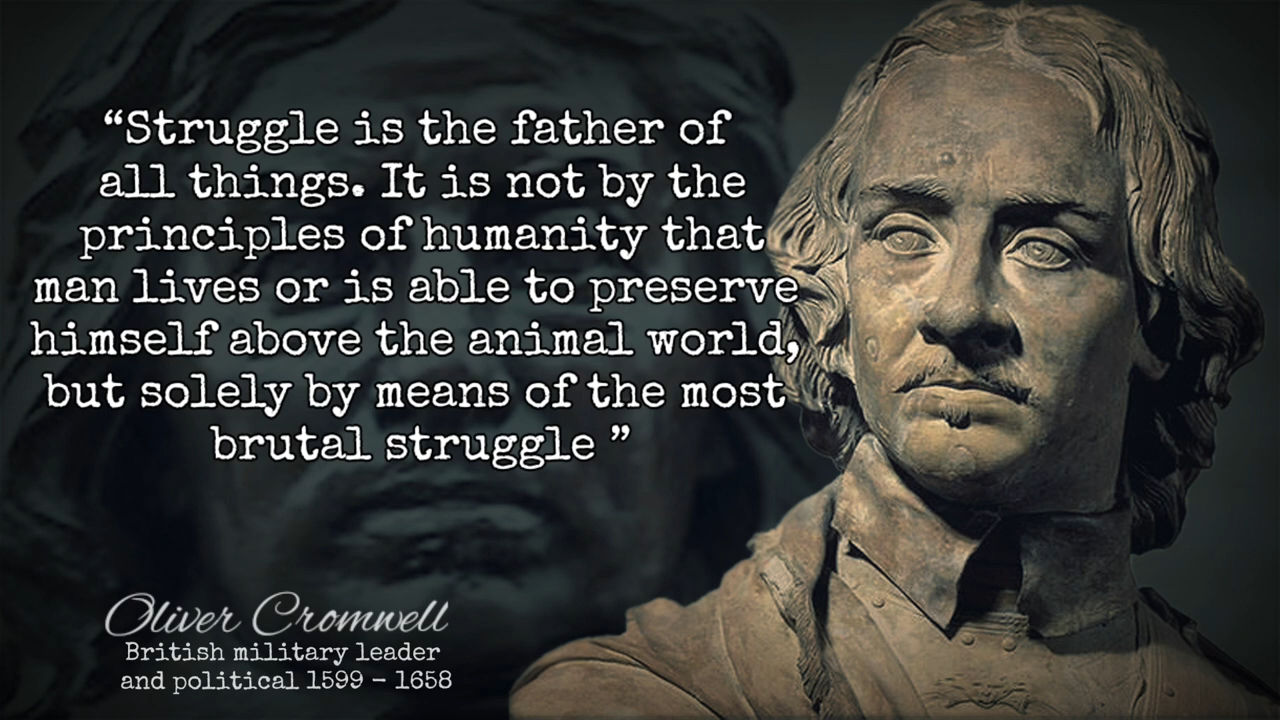 “Struggle is the father of
all things. It is not by the
principles of humanity that
man lives or is able to preserve
himself above the animal world,
but solely by means of the most
brutal struggle ”
Oliver Cromwell
British military leader
and political 1599 - 1658